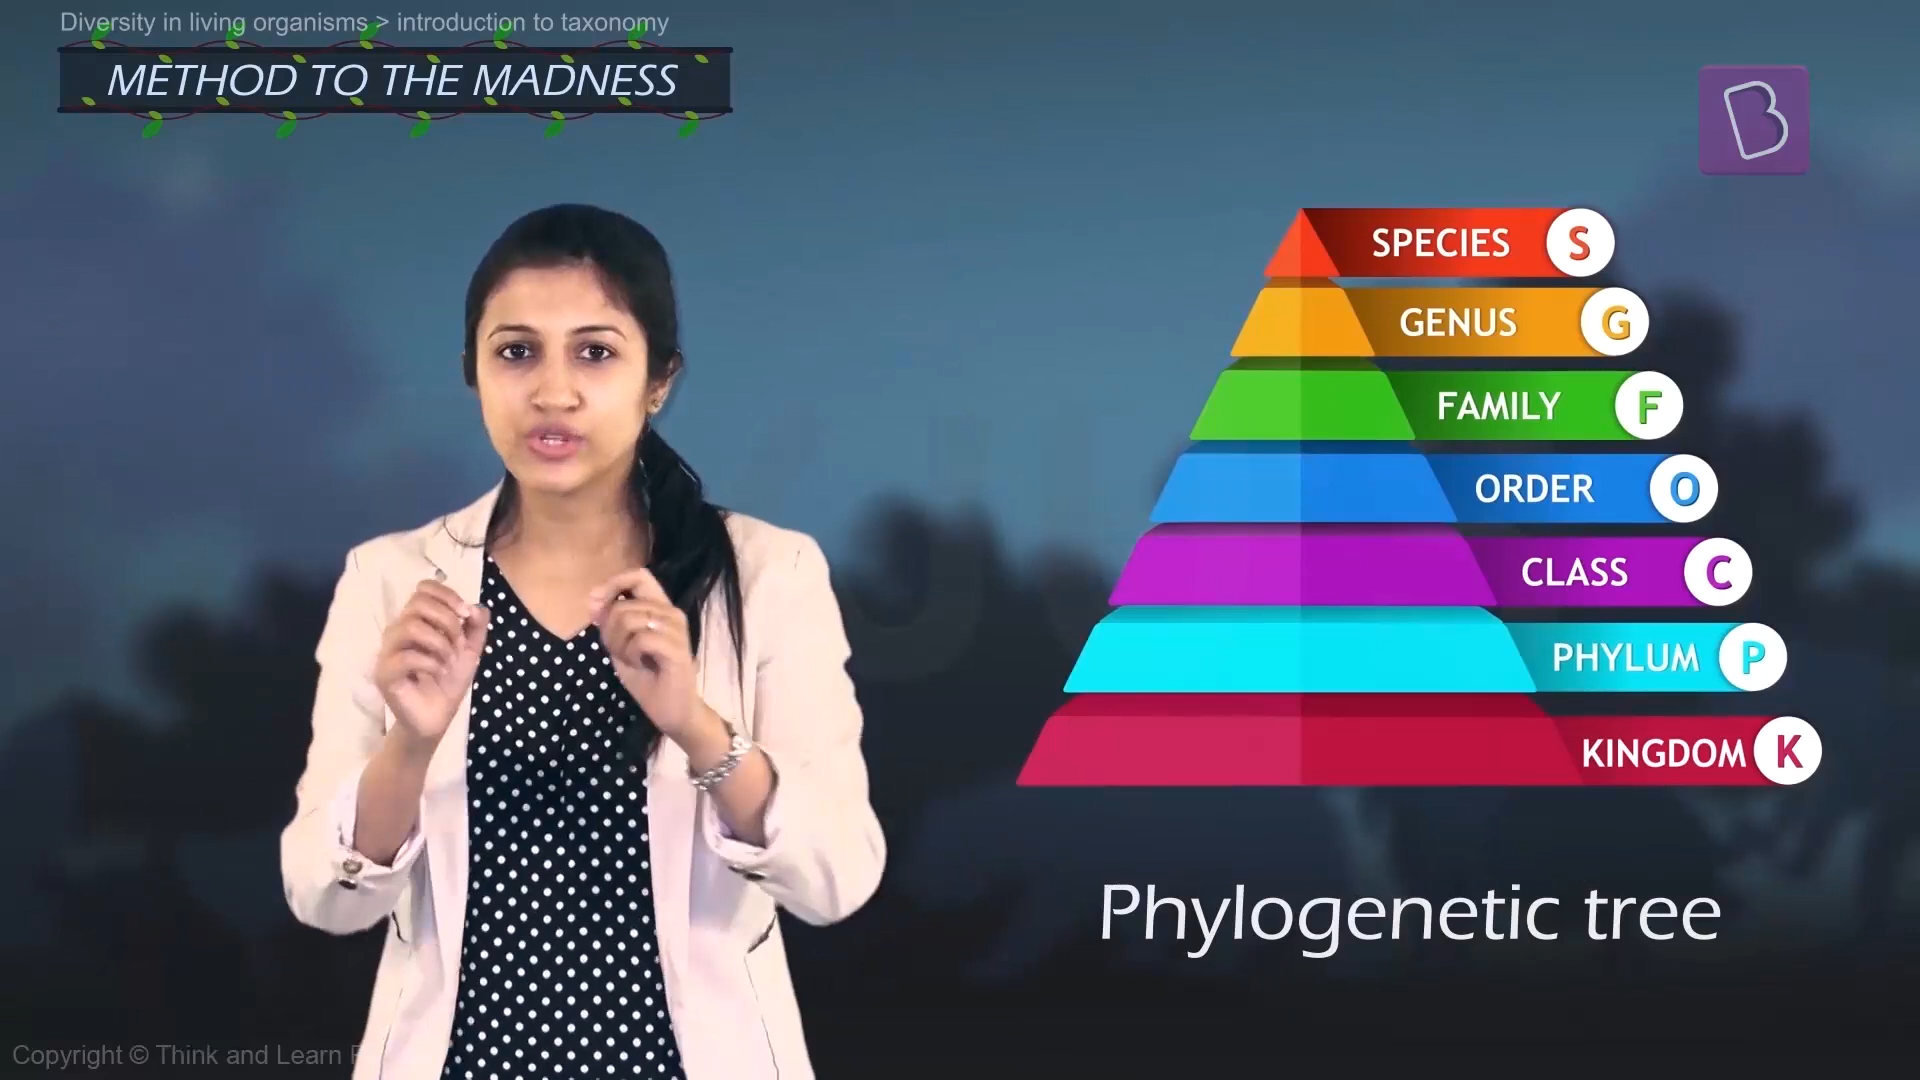 Diversity in living organisms > introduction to taxonomy
METHOD TO THE MADNESS
B
SPECIES S
GENUS G
FAMILY F
ORDER O
CLASS C
PHYLUM P
KINGDOM K
Phylogenetic tree
Copyright © Think and Learn